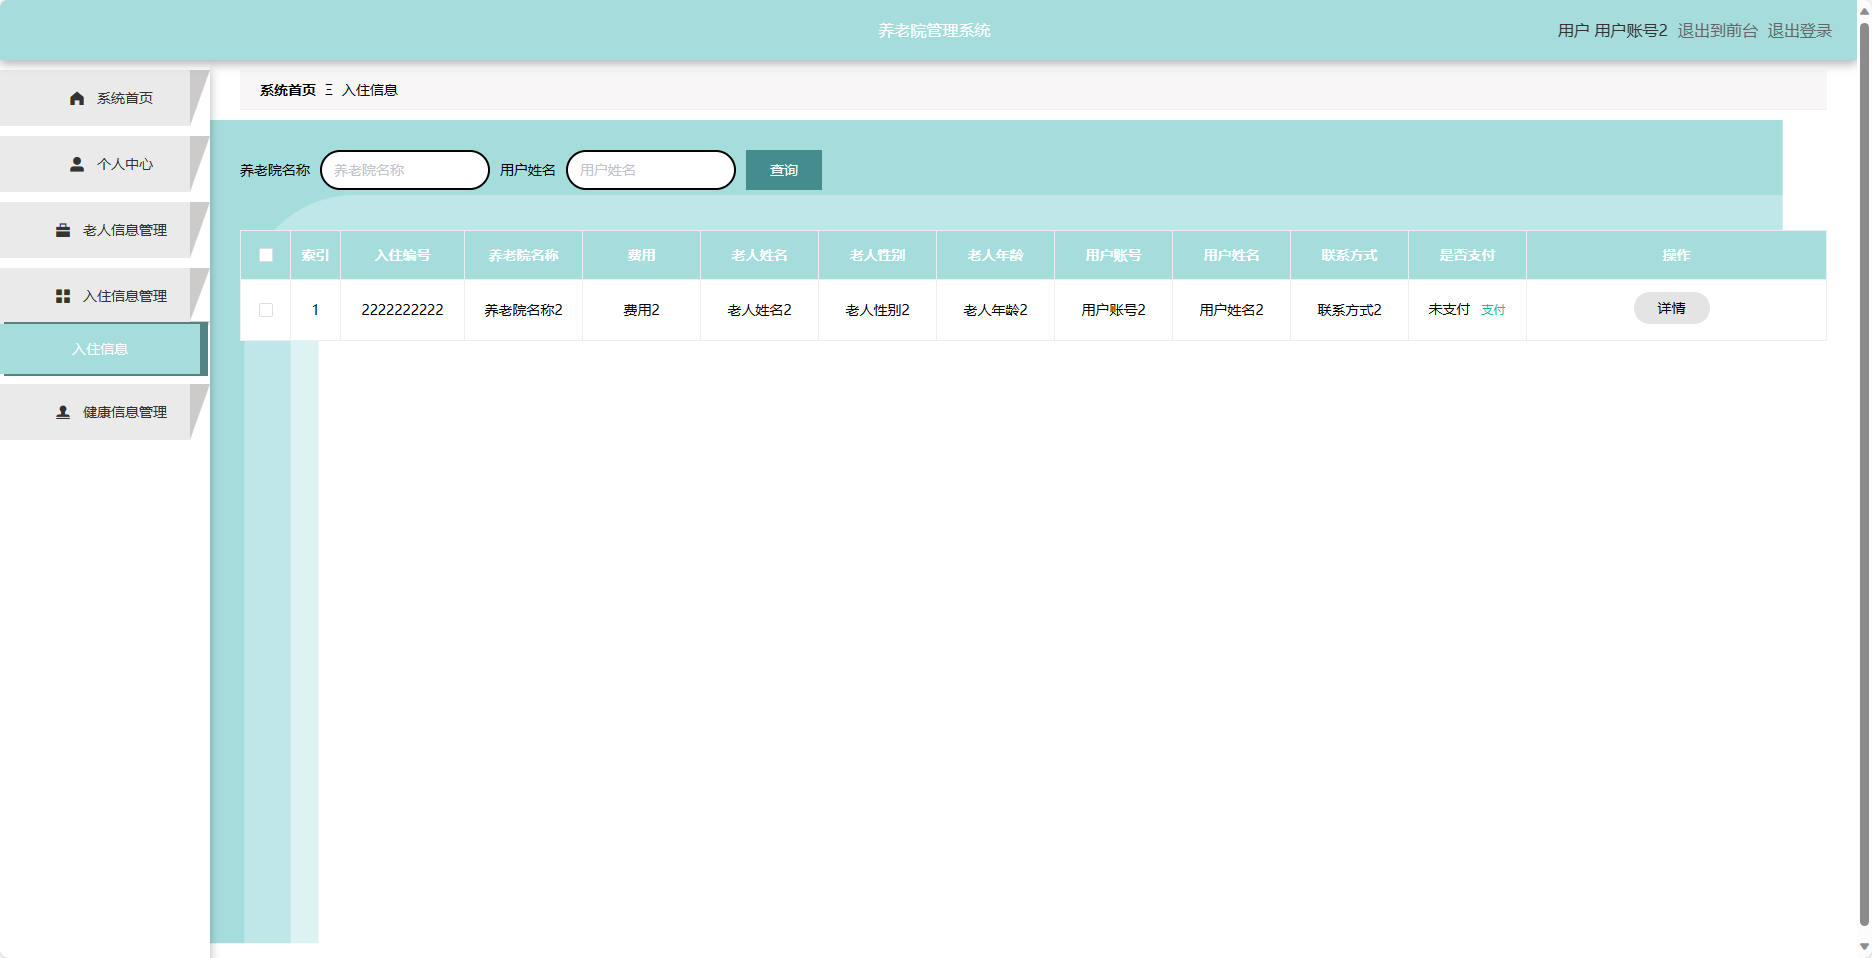 养老院管理系统
用户 用户账号2 退出到前台 退出登录
系统首页
个人中心
老人信息管理
入住信息管理
入住信息
健康信息管理
系统首页 Ξ 入住信息
养老院名称 养老院名称 用户姓名 用户姓名 查询
索引 入住编号 养老院名称 费用 老人姓名 老人性别 老人年龄 用户账号 用户姓名 联系方式 是否支付 操作
1 2222222222 养老院名称2 费用2 老人姓名2 老人性别2 老人年龄2 用户账号2 用户姓名2 联系方式2 未支付 支付 详情